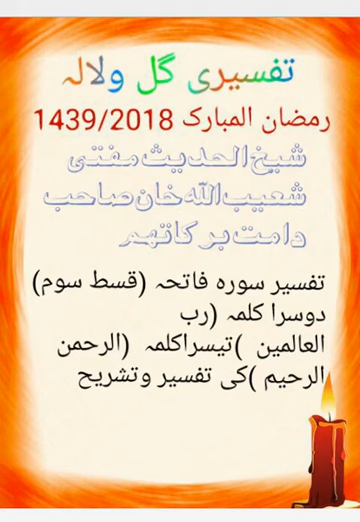 تفسیری گل ولالہ
رمضان المبارک 1439/2018
شیخ الحدیث مفتی
شعیب اللہ خان صاحب
دامت برکاتهم
تفسیر سورہ فاتحہ (قسط سوم)
دوسرا کلمہ (رب
العالمین )تیسراکلمہ (الرحمن
الرحیم )کی تفسیر وتشریح